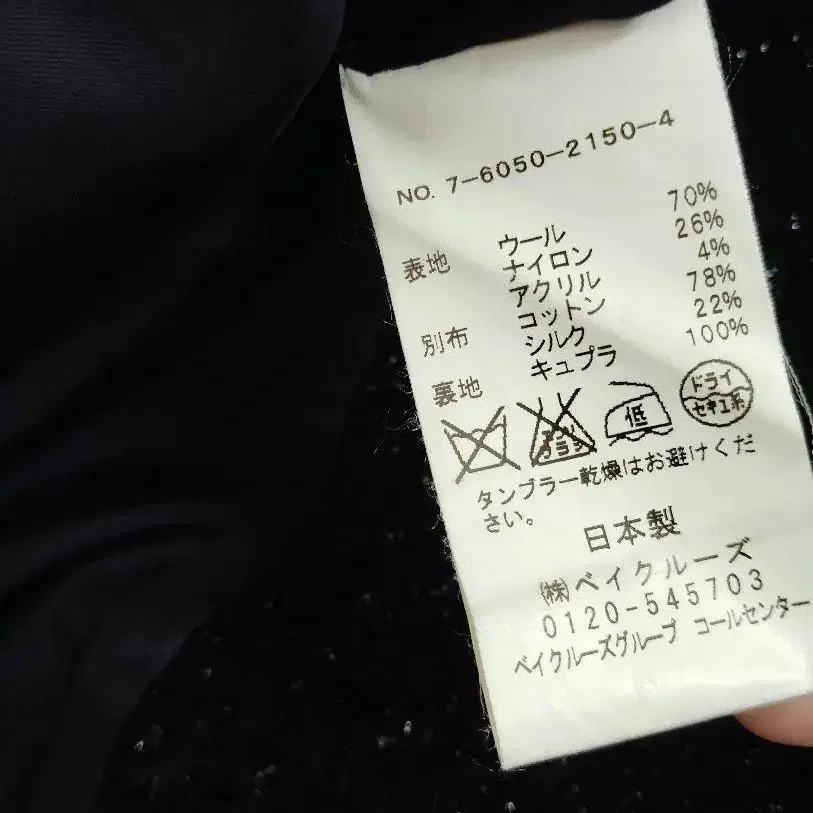 NO. 7-6050-2150-4
表地 ウール 70%
ナイロン 26%
アクリル 4%
別布 コットン 78%
シルク 22%
裏地 キュプラ 100%
低 ドライ
セキユ系
タンブラー乾燥はお避けくだ
さい。
日本製
㈱ベイクルーズ
0120-545703
ベイクルーズグループ コールセンター